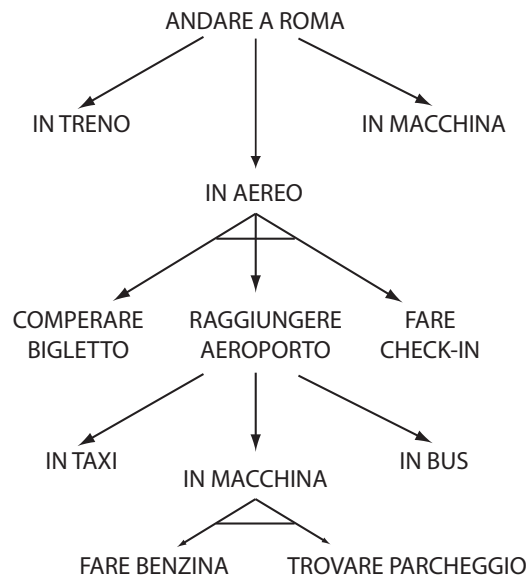 ANDARE A ROMA
IN TRENO
IN MACCHINA
IN AEREO
COMPERARE
BIGLIETTO
RAGGIUNGERE
AEROPORTO
FARE
CHECK-IN
IN TAXI
IN MACCHINA
IN BUS
FARE BENZINA
TROVARE PARCHEGGIO